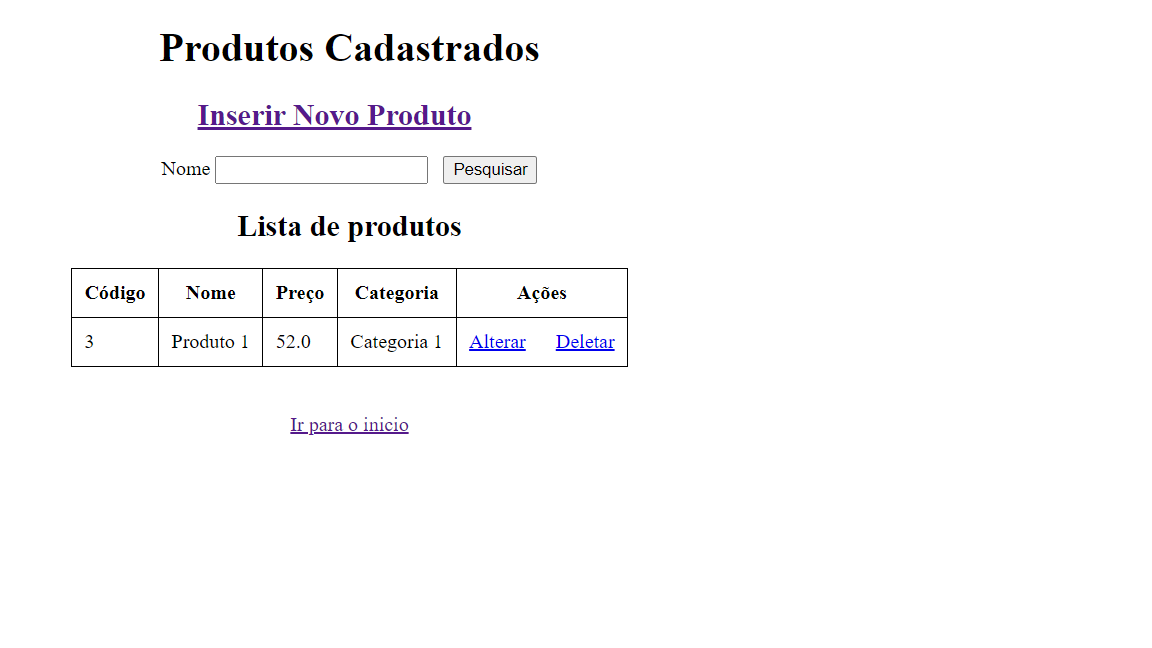 Produtos Cadastrados
Inserir Novo Produto
Nome Pesquisar
Lista de produtos
Código Nome Preço Categoria Ações
3 Produto 1 52.0 Categoria 1 Alterar Deletar
Ir para o inicio